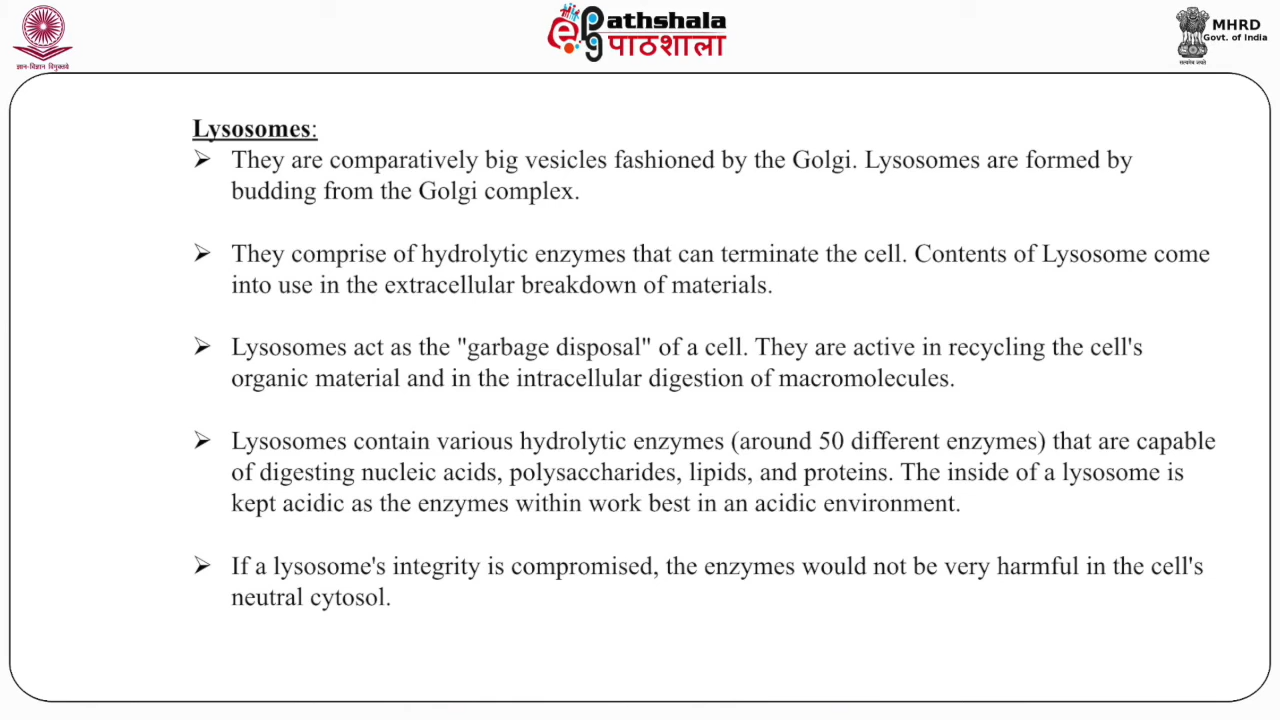 ज्ञान-विज्ञान विमुक्तये
ePathshala
पाठशाला
MHRD
Govt. of India
सत्यमेव जयते
Lysosomes:
➢ They are comparatively big vesicles fashioned by the Golgi. Lysosomes are formed by
budding from the Golgi complex.
➢ They comprise of hydrolytic enzymes that can terminate the cell. Contents of Lysosome come
into use in the extracellular breakdown of materials.
➢ Lysosomes act as the "garbage disposal" of a cell. They are active in recycling the cell's
organic material and in the intracellular digestion of macromolecules.
➢ Lysosomes contain various hydrolytic enzymes (around 50 different enzymes) that are capable
of digesting nucleic acids, polysaccharides, lipids, and proteins. The inside of a lysosome is
kept acidic as the enzymes within work best in an acidic environment.
➢ If a lysosome's integrity is compromised, the enzymes would not be very harmful in the cell's
neutral cytosol.